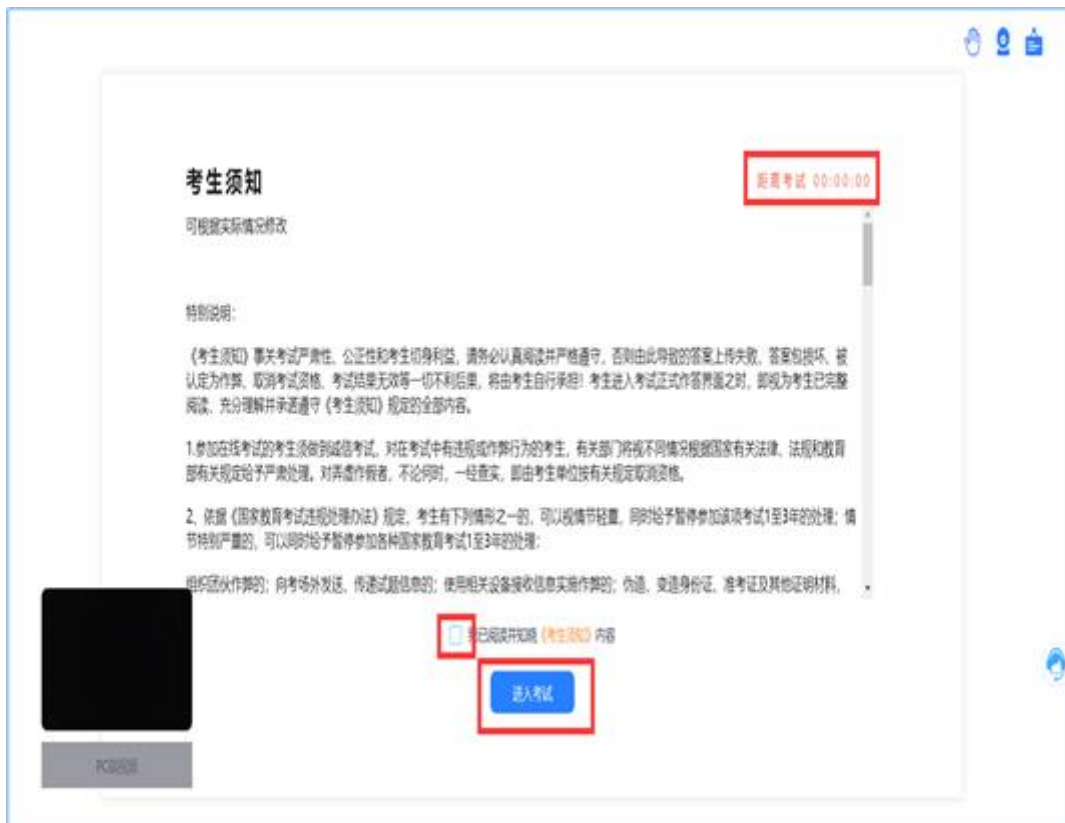 考生须知
距离考试 00:00:00
可根据实际情况修改
特别说明：
《考生须知》事关考试严肃性、公正性和考生切身利益，请务必认真阅读并严格遵守，否则由此导致的答案上传失败、答案包损坏、被
认定为作弊、取消考试资格、考试结果无效等一切不利后果，将由考生自行承担！考生进入考试正式作答界面之时，即视为考生已完整
阅读、充分理解并承诺遵守《考生须知》规定的全部内容。
1.参加在线考试的考生须做到诚信考试，对在考试中有违规或作弊行为的考生，有关部门将视不同情况根据国家有关法律、法规和教育
部有关规定给予严肃处理。对弄虚作假者，不论何时，一经查实，即由考生单位按有关规定取消资格。
2、依据《国家教育考试违规处理办法》规定，考生有下列情形之一的，可以视情节轻重，同时给予暂停参加该项考试1至3年的处理；情
节特别严重的，可以同时给予暂停参加各种国家教育考试1至3年的处理：
组织团伙作弊的；向考场外发送、传递试题信息的；使用相关设备接收信息实施作弊的；伪造、变造身份证、准考证及其他证明材料，
我已阅读并知晓《考生须知》内容
进入考试
PC端视频